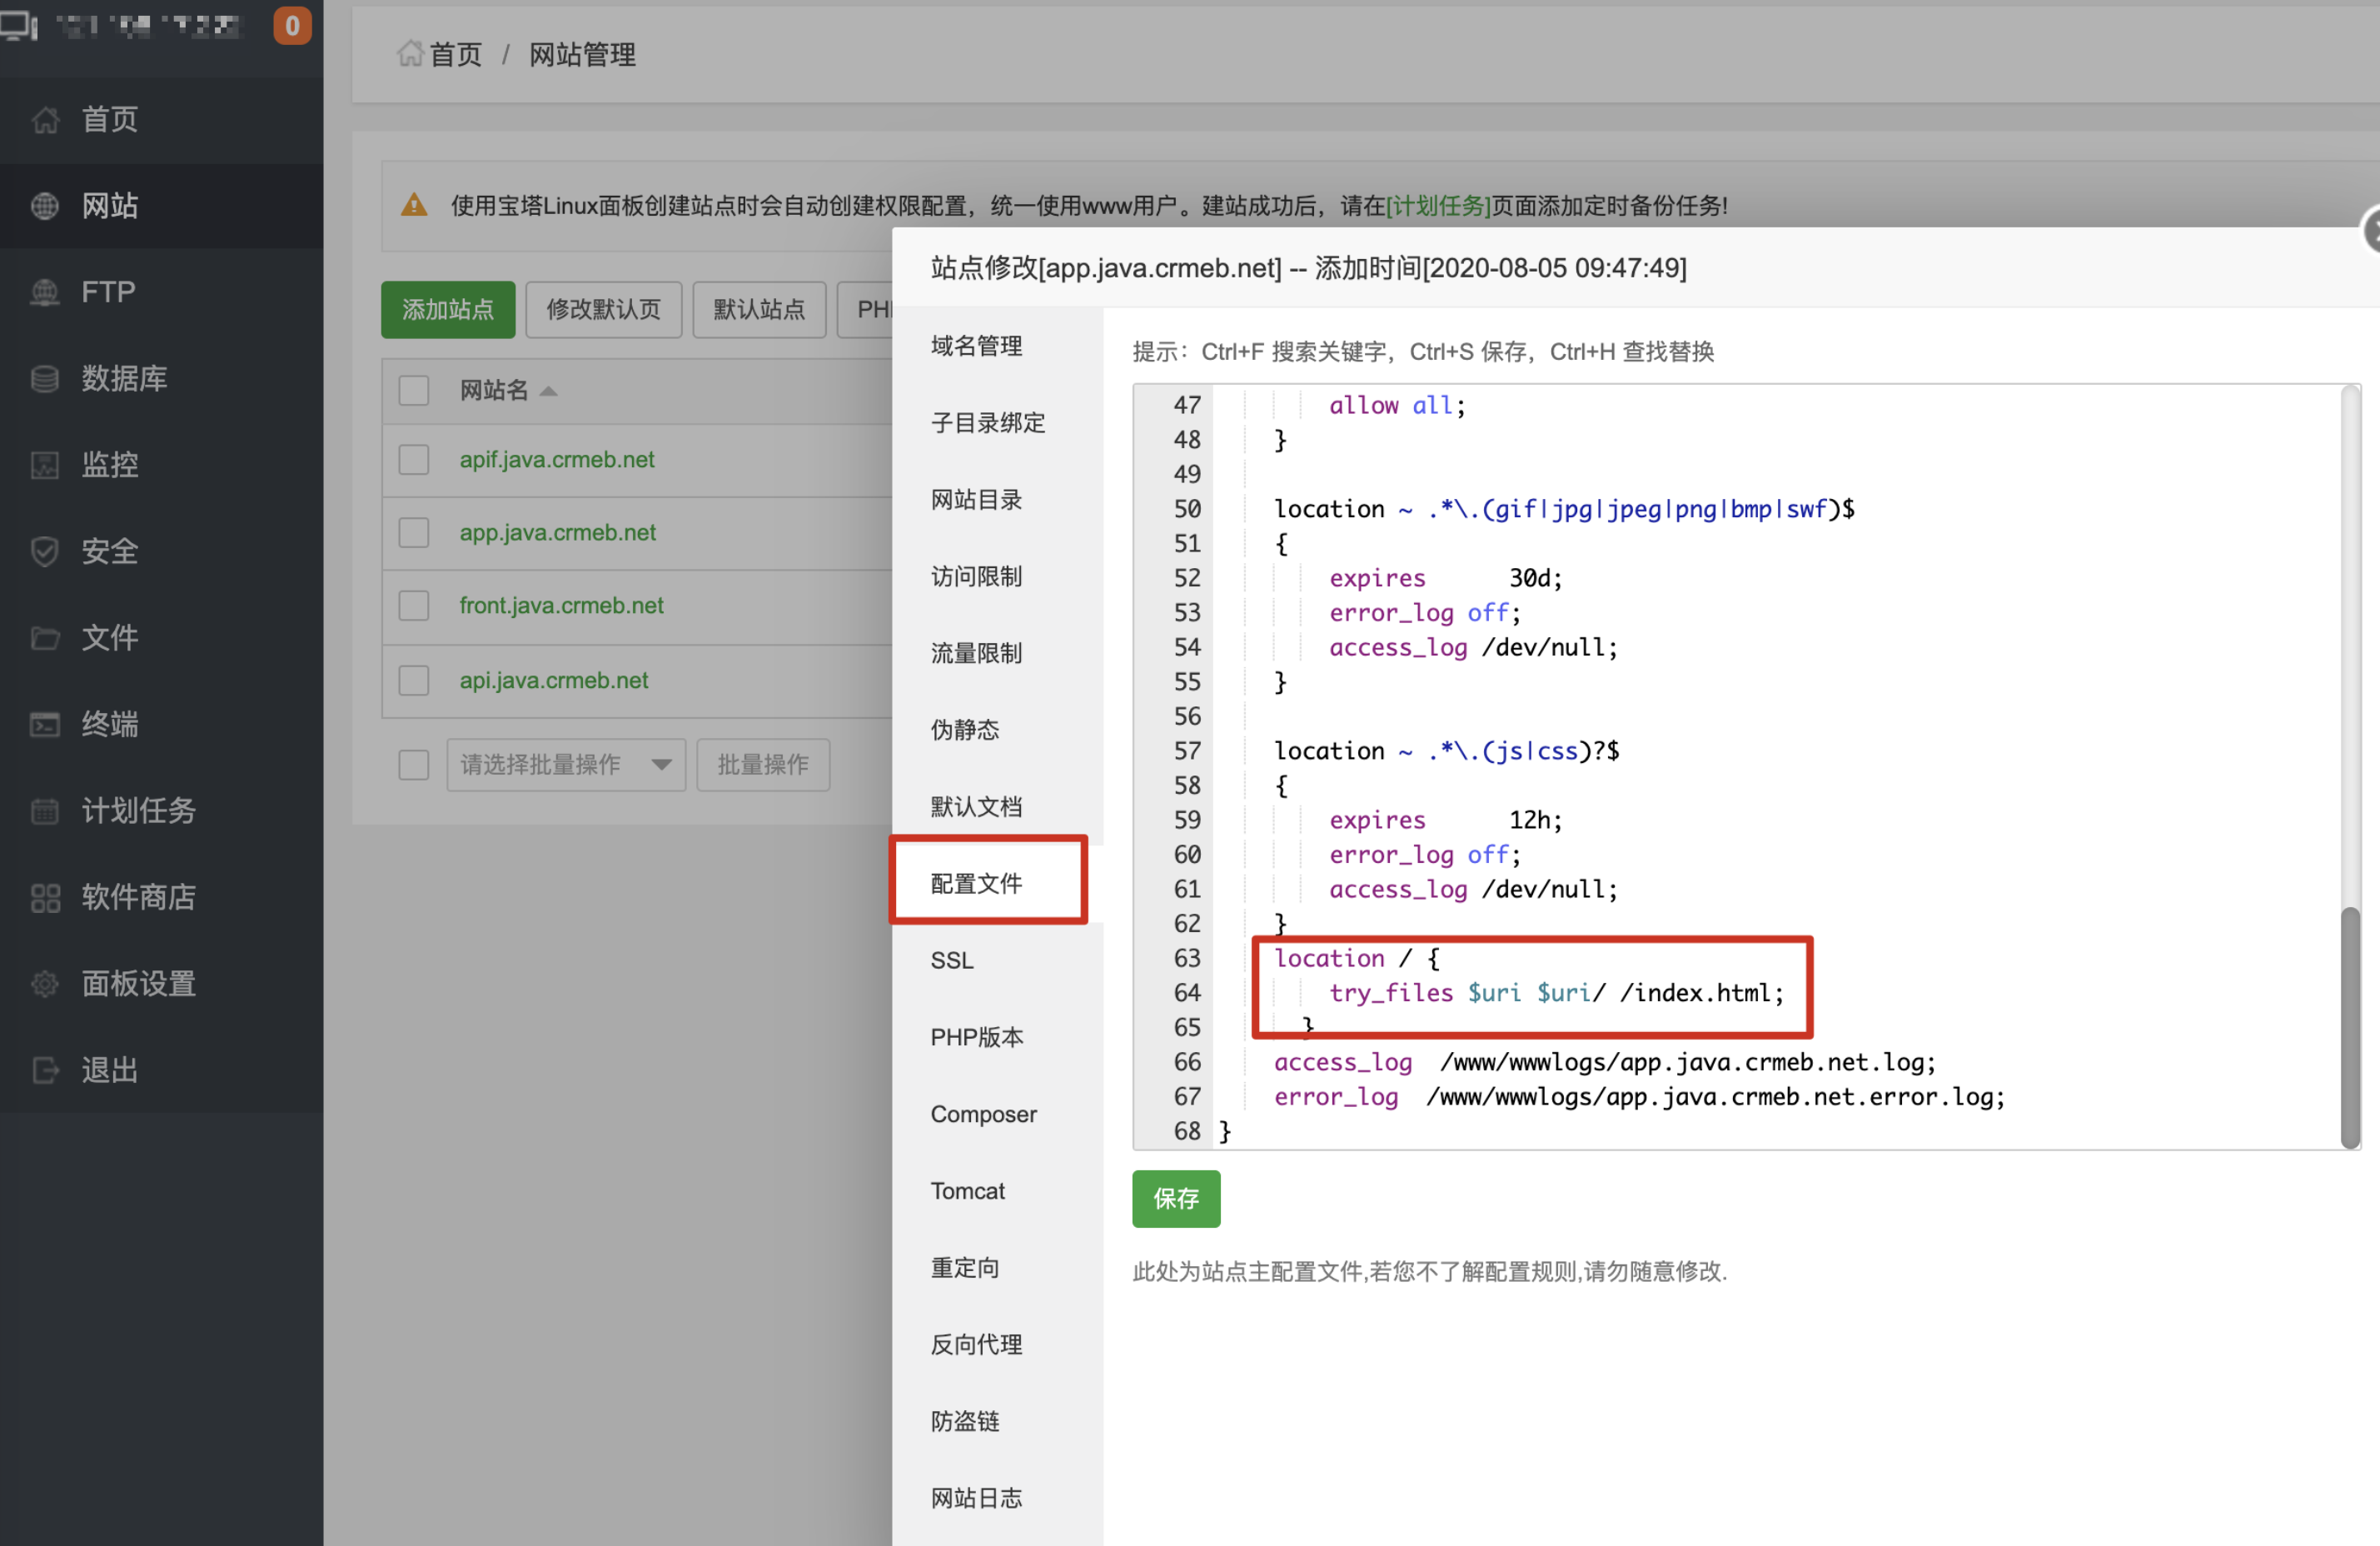 0
首页 / 网站管理
首页
网站
FTP
数据库
监控
安全
文件
终端
计划任务
软件商店
面板设置
退出
使用宝塔Linux面板创建站点时会自动创建权限配置，统一使用www用户。建站成功后，请在[计划任务]页面添加定时备份任务!
添加站点 修改默认页 默认站点
网站名
apif.java.crmeb.net
app.java.crmeb.net
front.java.crmeb.net
api.java.crmeb.net
请选择批量操作 批量操作
站点修改[app.java.crmeb.net] -- 添加时间[2020-08-05 09:47:49]
域名管理
子目录绑定
网站目录
访问限制
流量限制
伪静态
默认文档
配置文件
SSL
PHP版本
Composer
Tomcat
重定向
反向代理
防盗链
网站日志
提示：Ctrl+F 搜索关键字，Ctrl+S 保存，Ctrl+H 查找替换
47 allow all;
48 }
49
50 location ~ .*\.(gif|jpg|jpeg|png|bmp|swf)$
51 {
52 expires 30d;
53 error_log off;
54 access_log /dev/null;
55 }
56
57 location ~ .*\.(js|css)?$
58 {
59 expires 12h;
60 error_log off;
61 access_log /dev/null;
62 }
63 location / {
64 try_files $uri $uri/ /index.html;
65 }
66 access_log /www/wwwlogs/app.java.crmeb.net.log;
67 error_log /www/wwwlogs/app.java.crmeb.net.error.log;
68 }
保存
此处为站点主配置文件,若您不了解配置规则,请勿随意修改.